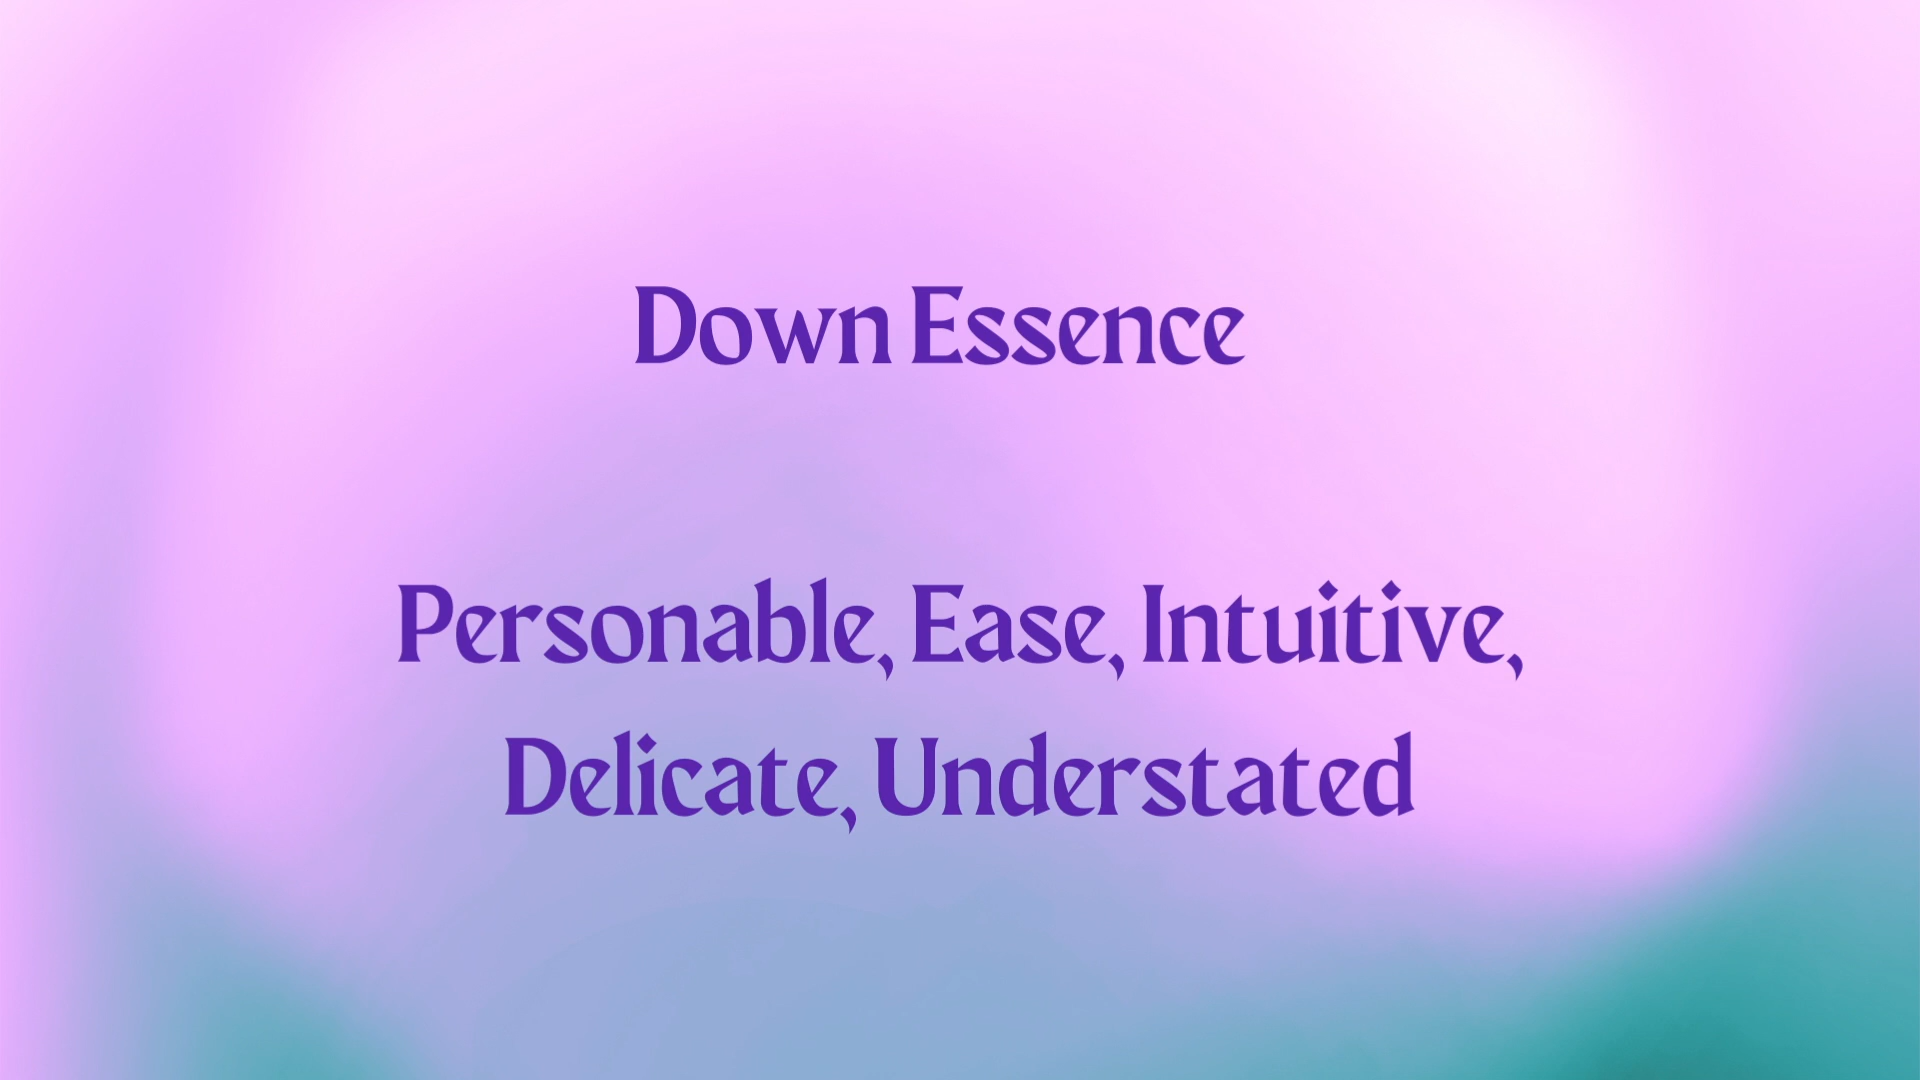 Down Essence
Personable, Ease, Intuitive,
Delicate, Understated